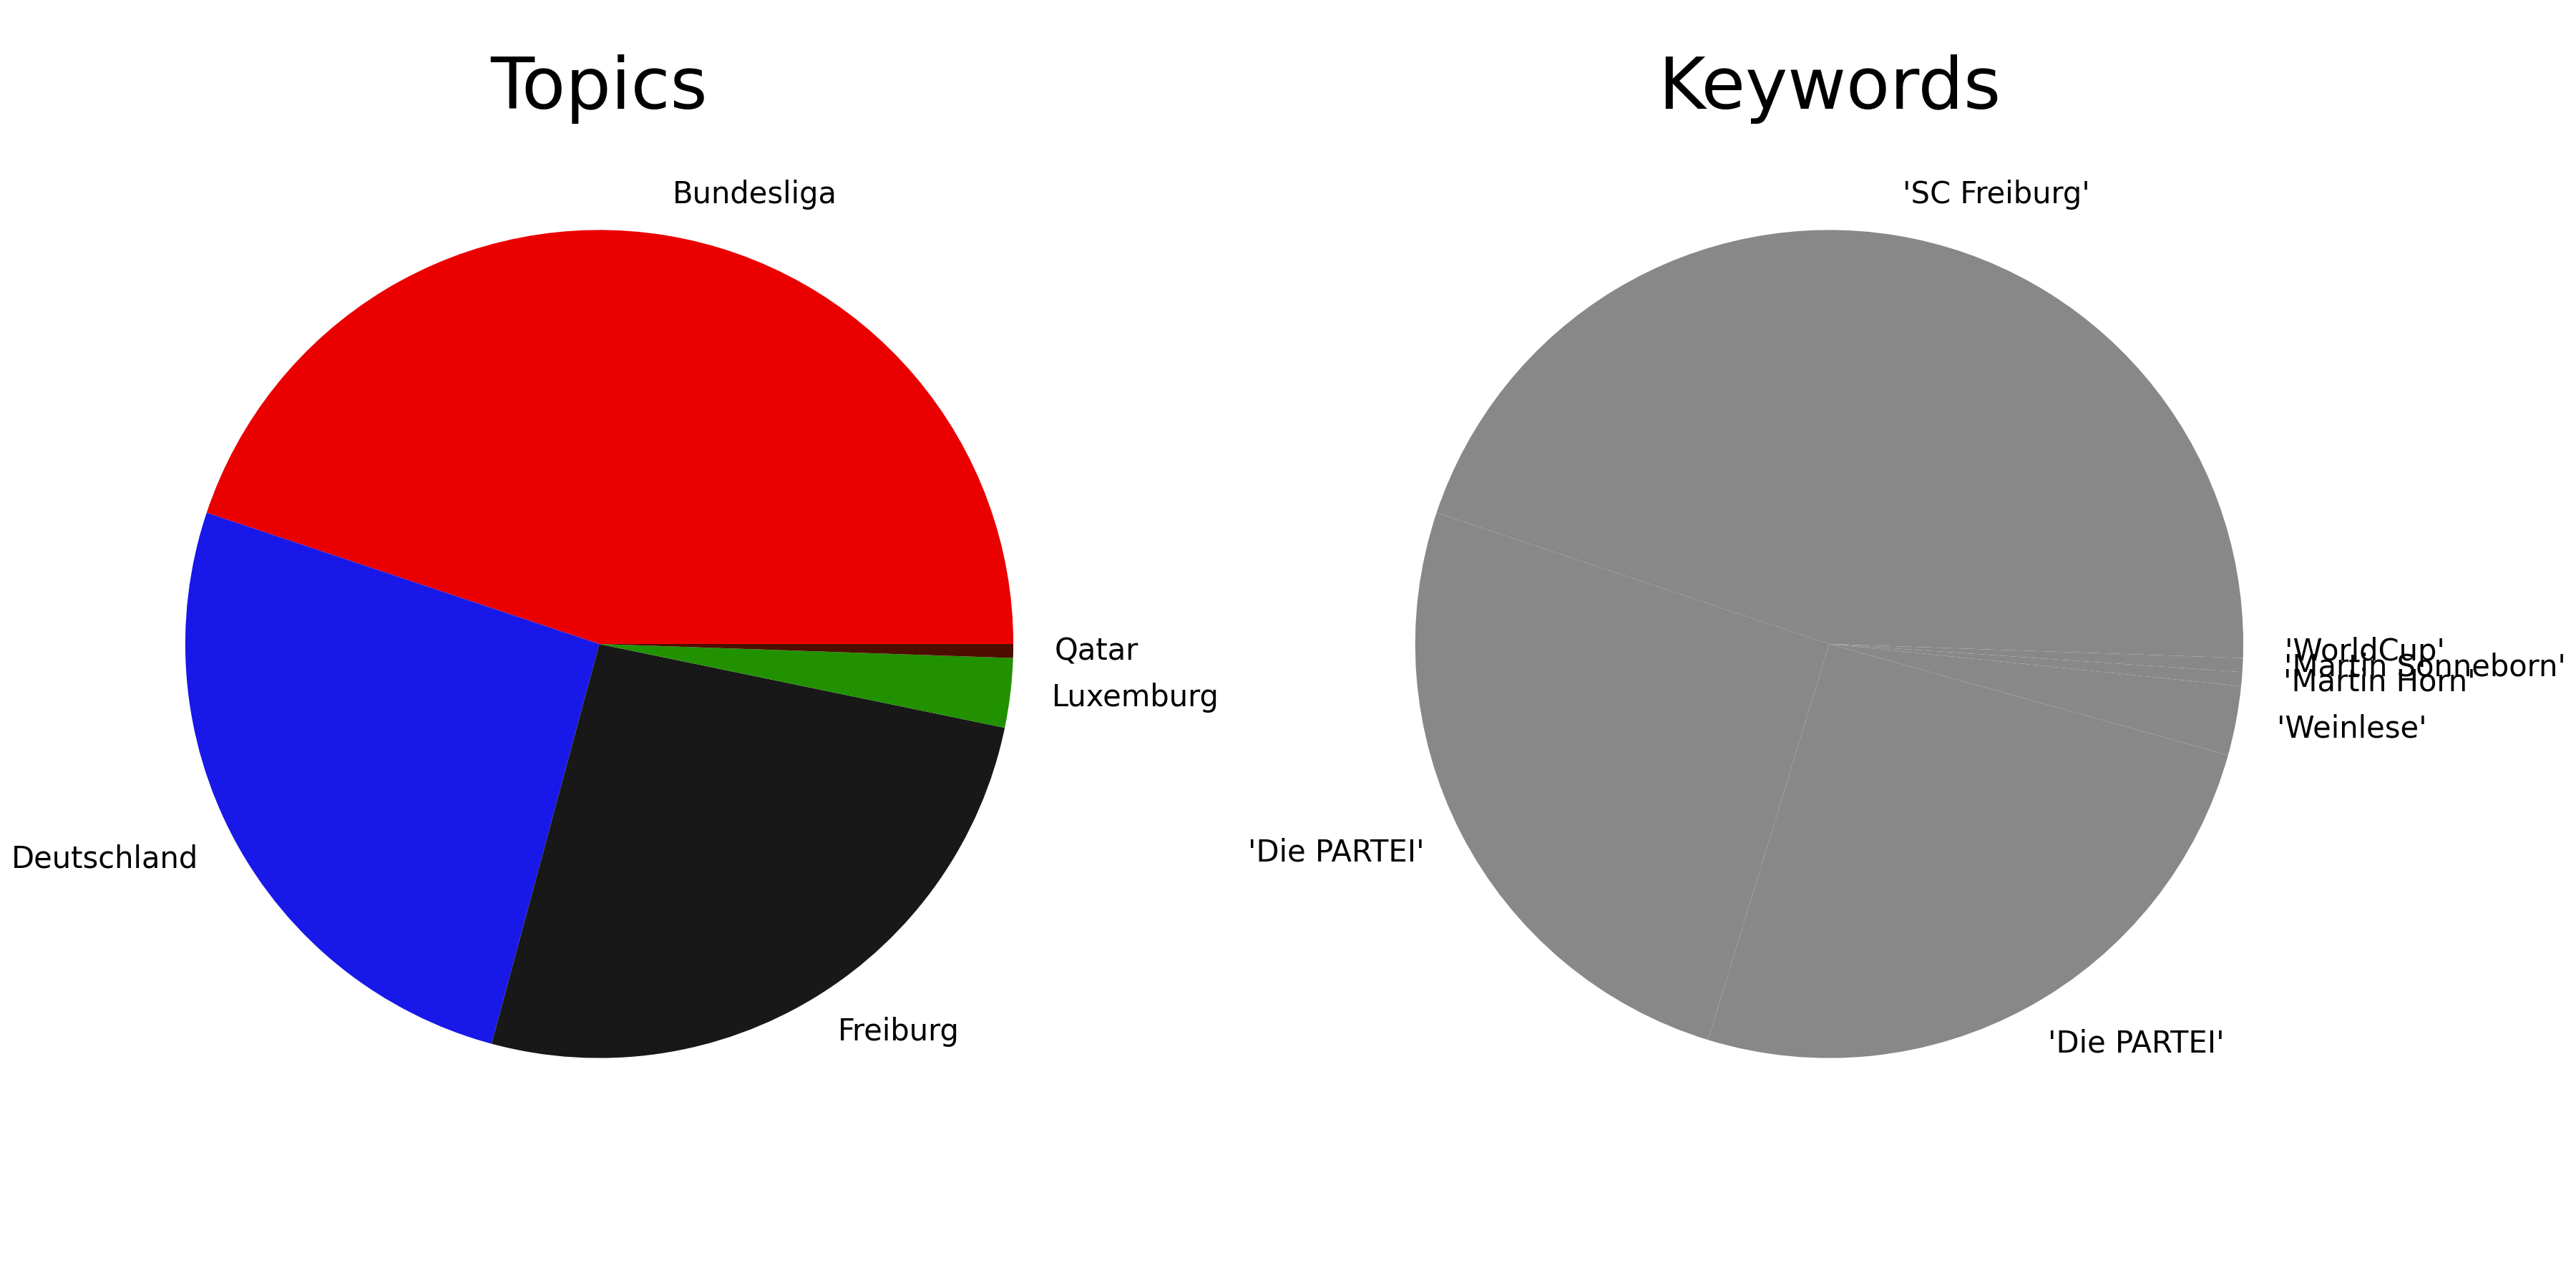 Topics
Bundesliga
Qatar
Luxemburg
Deutschland
Freiburg
Keywords
'SC Freiburg'
'WorldCup'
'Martin Sonneborn'
'Martin Horn'
'Weinlese'
'Die PARTEI'
'Die PARTEI'